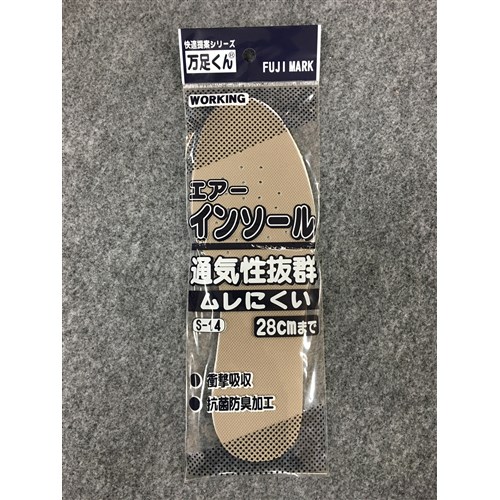 快適提案シリーズ
万足くん®
FUJI MARK
WORKING
エアー
インソール
通気性抜群
ムレにくい
S-14
28cmまで
● 衝撃吸収
● 抗菌防臭加工